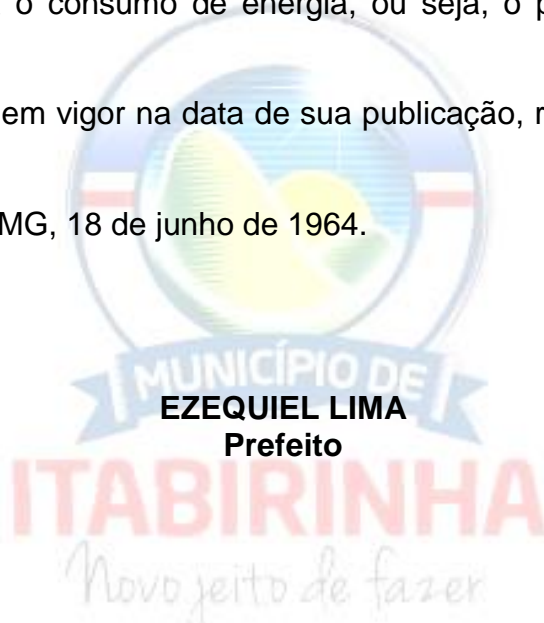 o consumo de energia, ou seja, o p
em vigor na data de sua publicação, r
MG, 18 de junho de 1964.
MUNICÍPIO DE
EZEQUIEL LIMA
Prefeito
ITABIRINHA
Novo jeito de fazer